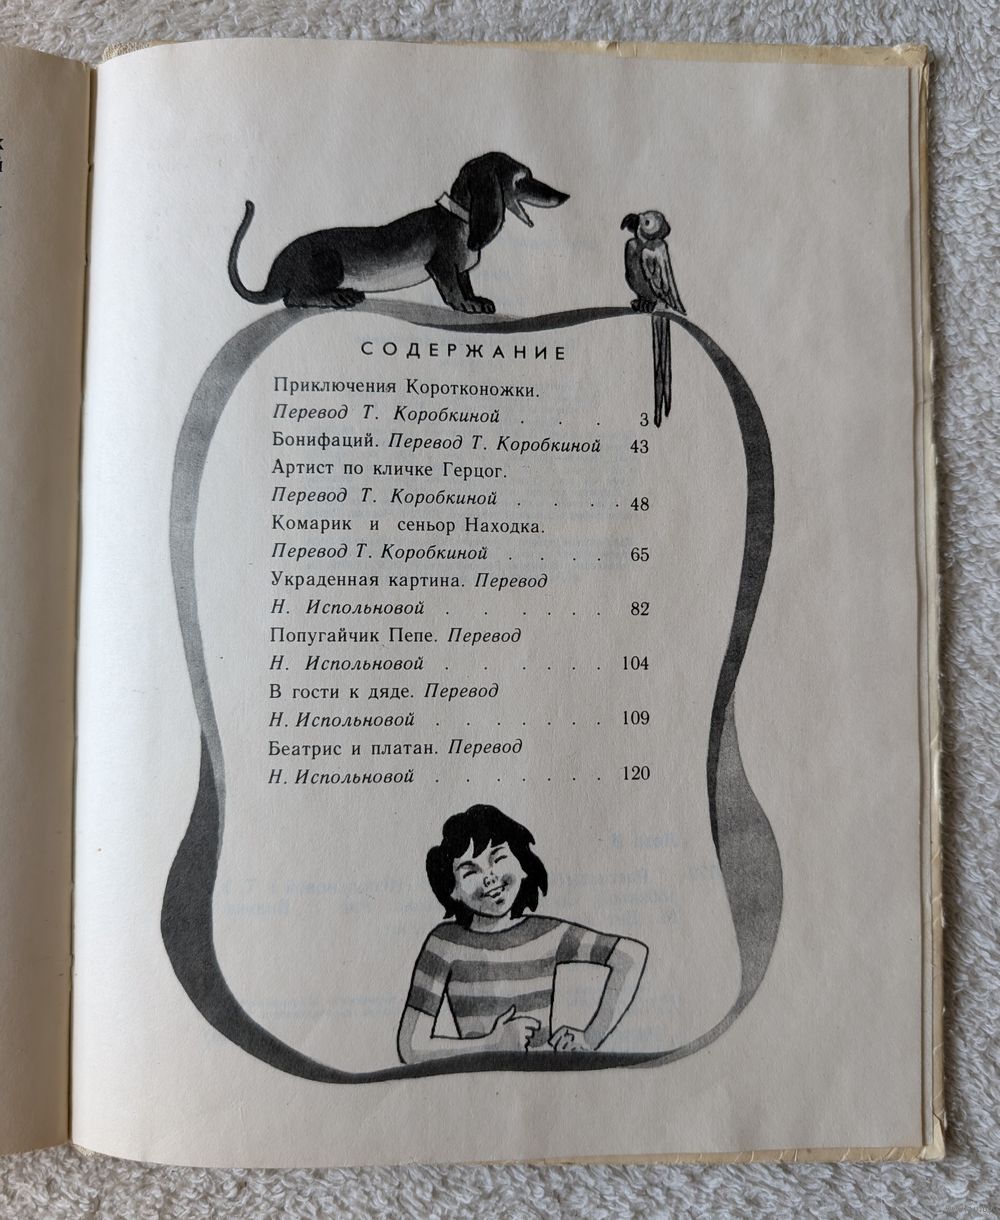 СОДЕРЖАНИЕ
Приключения Коротконожки.
Перевод Т. Коробкиной . . . 3
Бонифаций. Перевод Т. Коробкиной 43
Артист по кличке Герцог.
Перевод Т. Коробкиной . . . . 48
Комарик и сеньор Находка.
Перевод Т. Коробкиной . . . . 65
Украденная картина. Перевод
Н. Испольновой . . . . . 82
Попугайчик Пепе. Перевод
Н. Испольновой . . . . . 104
В гости к дяде. Перевод
Н. Испольновой . . . . . . . 109
Беатрис и платан. Перевод
Н. Испольновой . . . . . . . 120